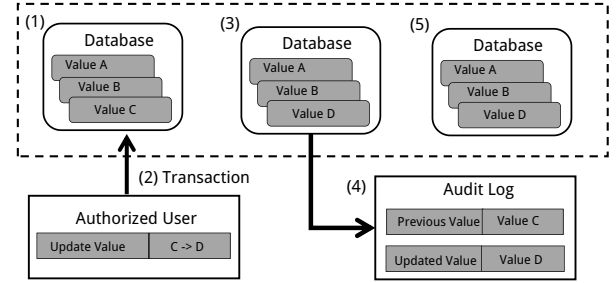 (1)
Database
Value A
Value B
Value C
(3)
Database
Value A
Value B
Value D
(5)
Database
Value A
Value B
Value D
(2) Transaction
Authorized User
Update Value C -> D
(4)
Audit Log
Previous Value Value C
Updated Value Value D